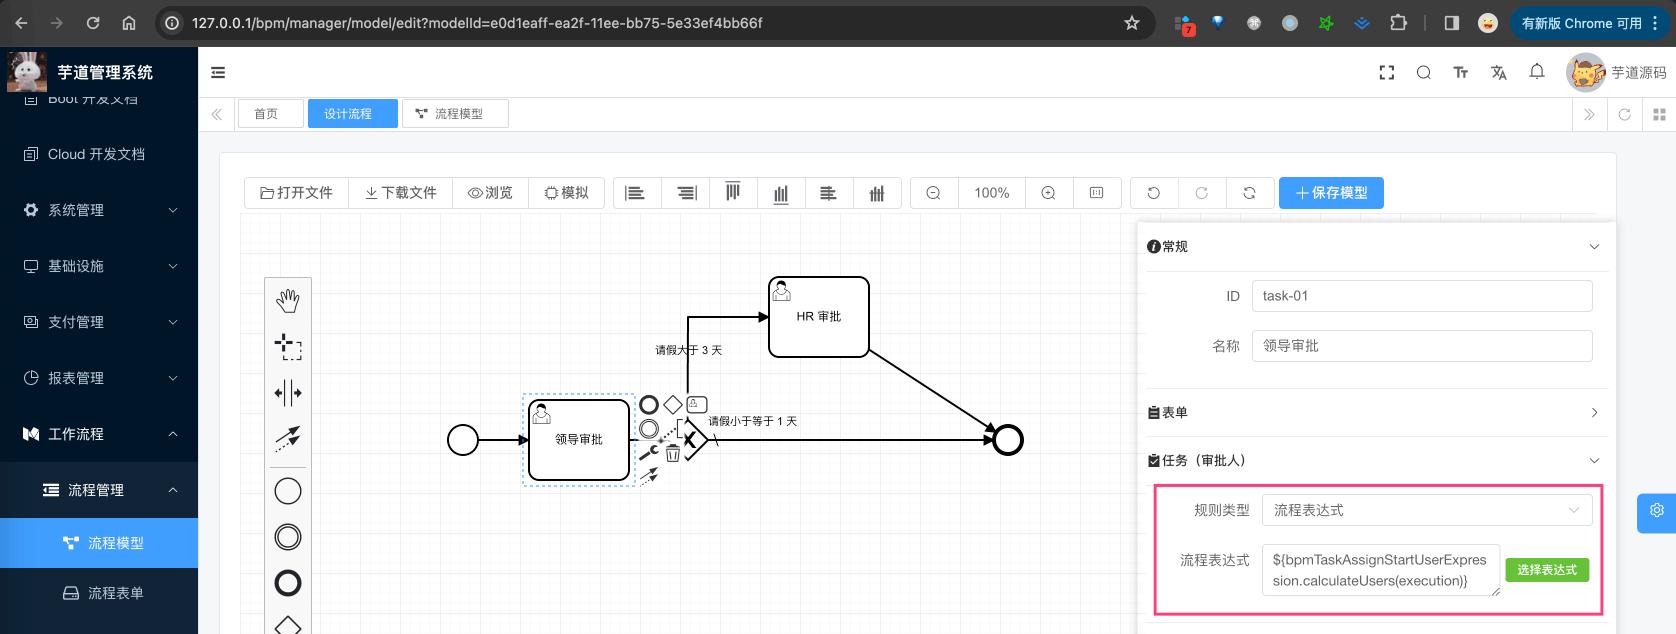 127.0.0.1/bpm/manager/model/edit?modelId=e0d1eaff-ea2f-11ee-bb75-5e33ef4bb66f
7
有新版 Chrome 可用
芋道管理系统
芋道源码
Boot 开发文档
首页
设计流程
流程模型
Cloud 开发文档
系统管理
基础设施
支付管理
报表管理
工作流程
流程管理
流程模型
流程表单
打开文件
下载文件
浏览
模拟
100%
保存模型
HR 审批
请假大于 3 天
领导审批
请假小于等于 1 天
常规
ID
task-01
名称
领导审批
表单
任务（审批人）
规则类型
流程表达式
流程表达式
${bpmTaskAssignStartUserExpres
sion.calculateUsers(execution)}
选择表达式